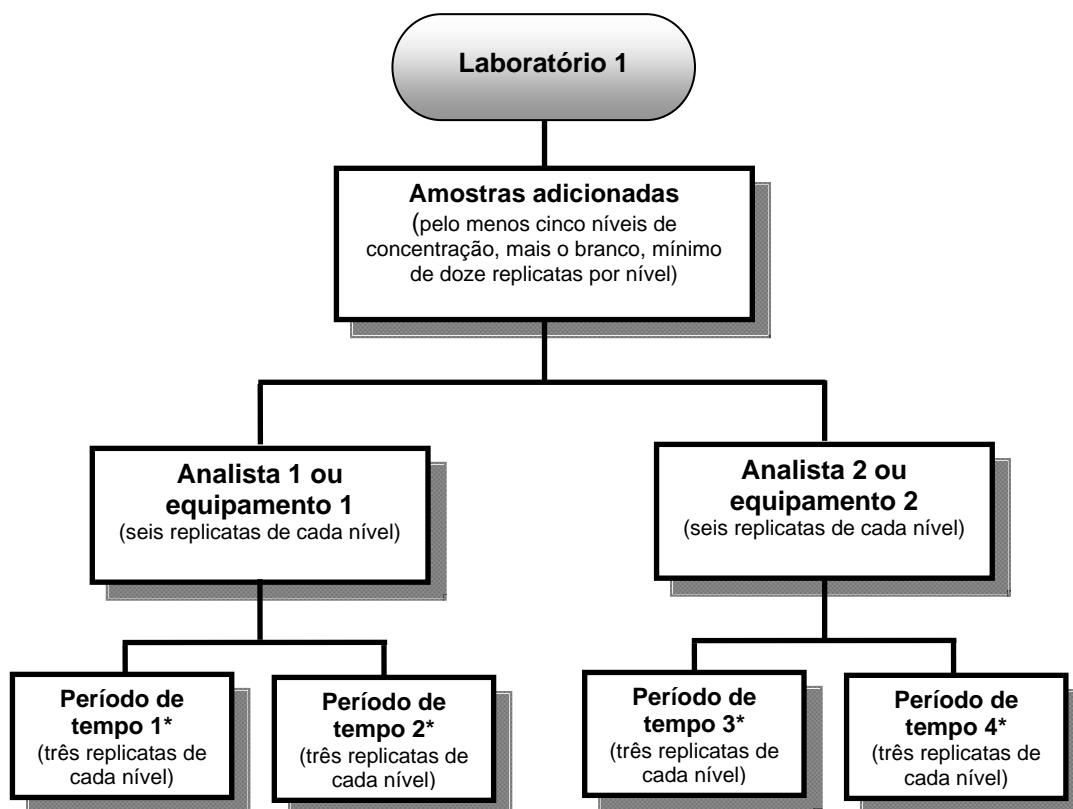 Laboratório 1
Amostras adicionadas
(pelo menos cinco níveis de
concentração, mais o branco, mínimo
de doze replicatas por nível)
Analista 1 ou
equipamento 1
(seis replicatas de cada nível)
Analista 2 ou
equipamento 2
(seis replicatas de cada nível)
Período de
tempo 1*
(três replicatas de
cada nível)
Período de
tempo 2*
(três replicatas de
cada nível)
Período de
tempo 3*
(três replicatas de
cada nível)
Período de
tempo 4*
(três replicatas de
cada nível)